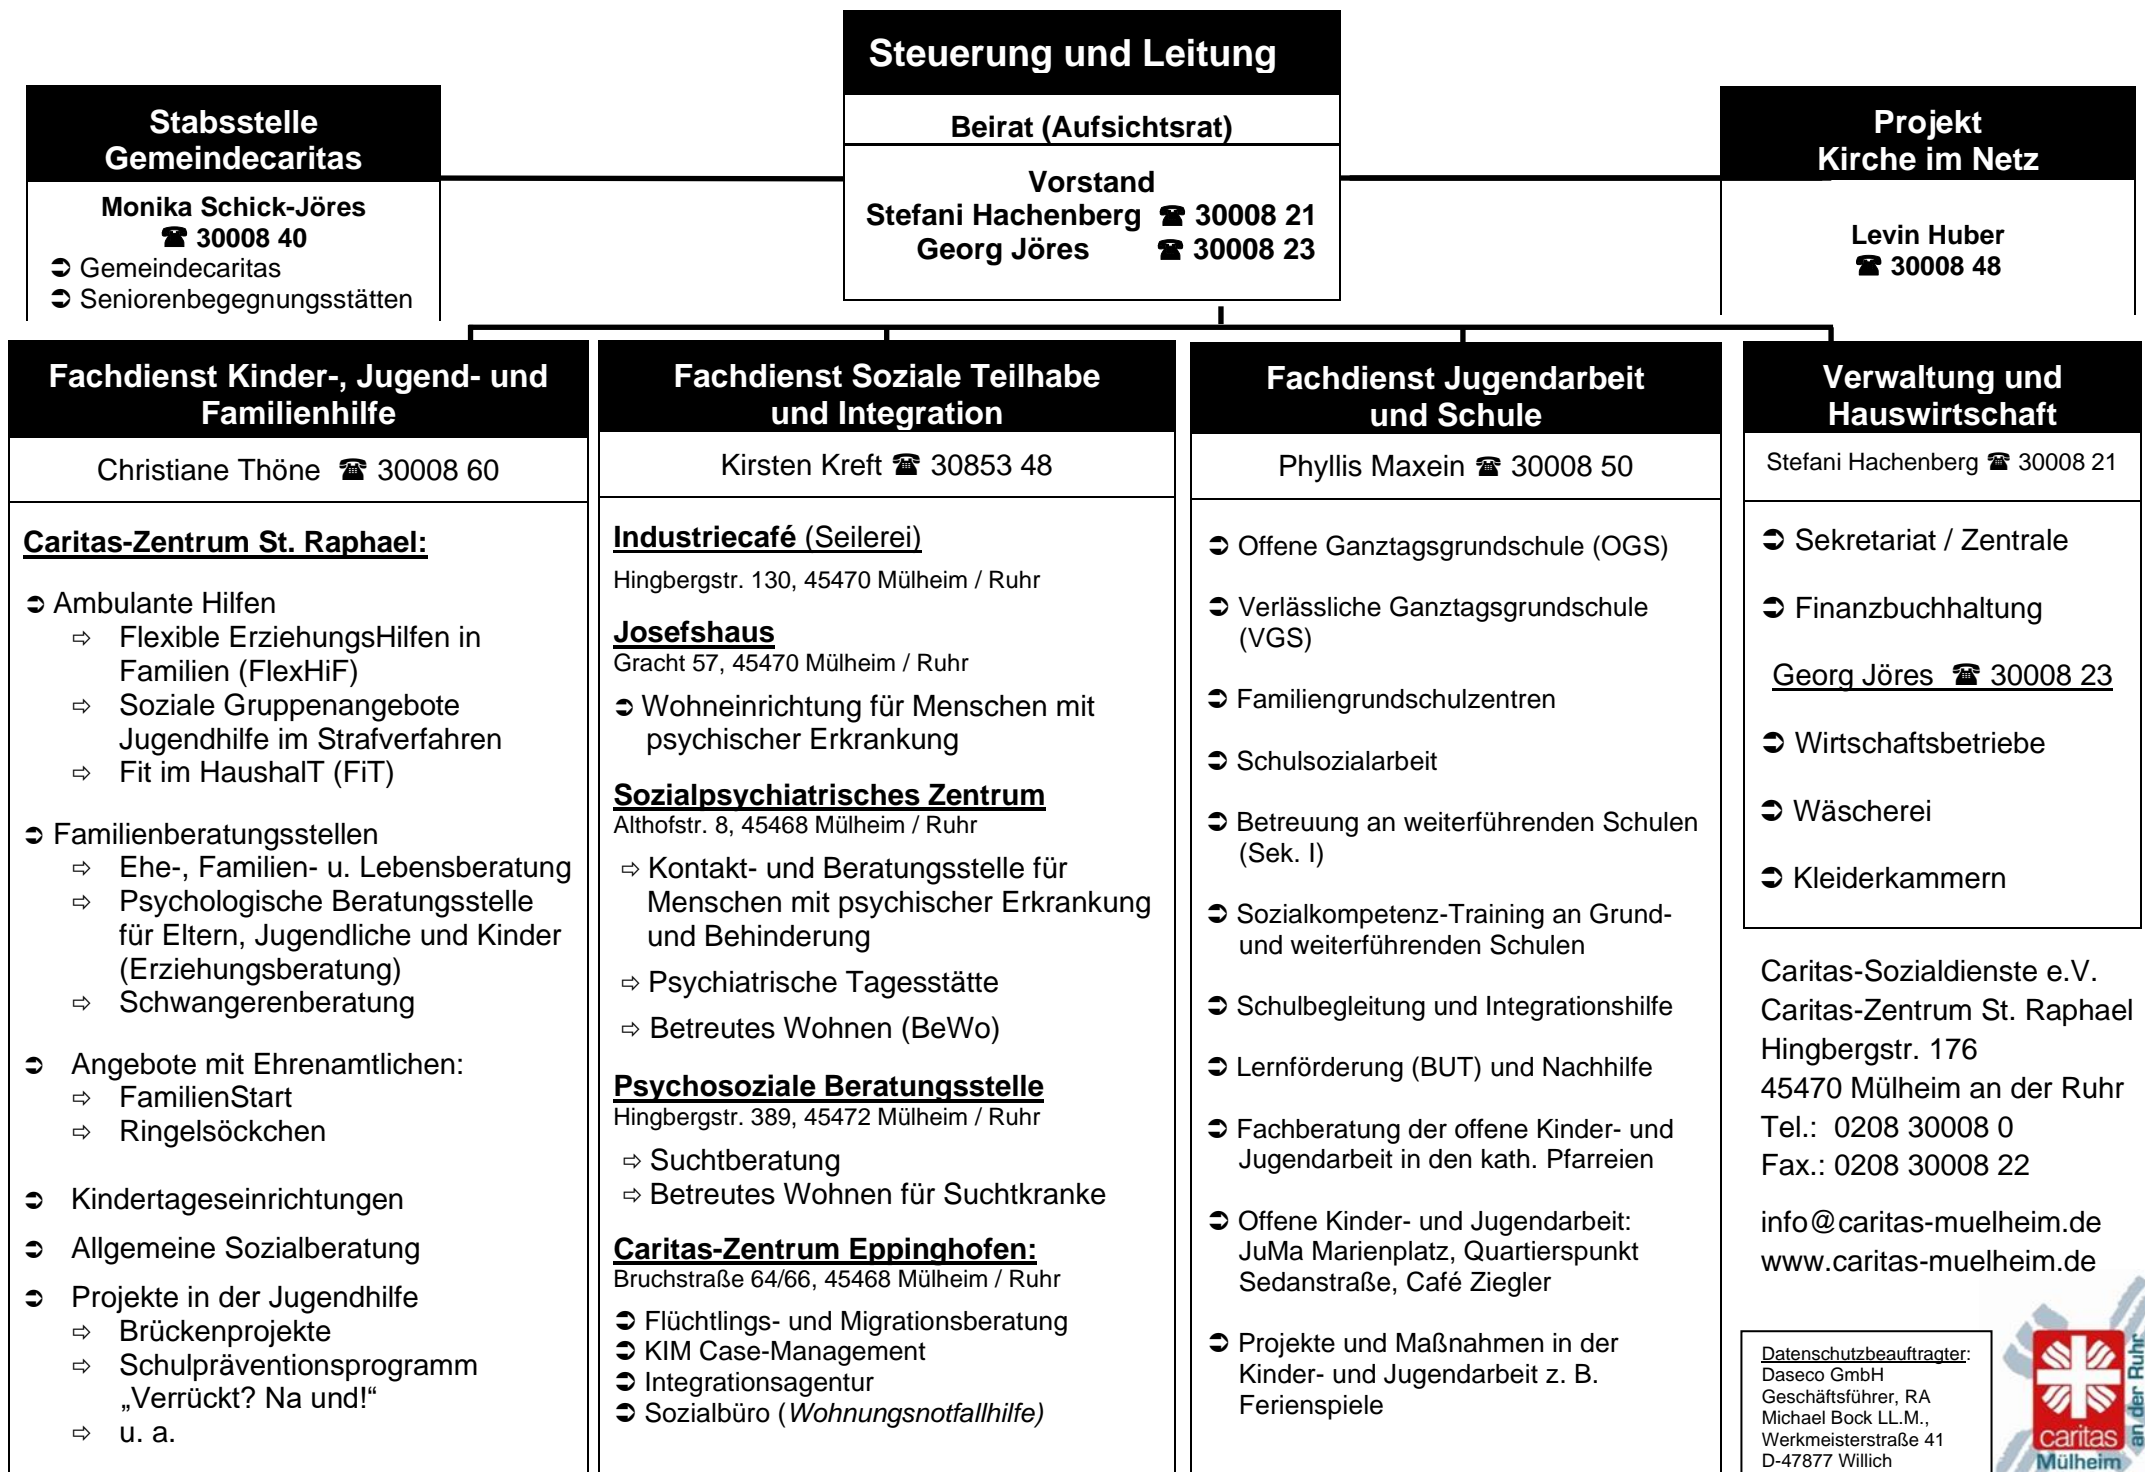 Steuerung und Leitung
Beirat (Aufsichtsrat)
Vorstand
Stefani Hachenberg ☎ 30008 21
Georg Jöres ☎ 30008 23
Stabsstelle
Gemeindecaritas
Monika Schick-Jöres
☎ 30008 40
➲ Gemeindecaritas
➲ Seniorenbegegnungsstätten
Projekt
Kirche im Netz
Levin Huber
☎ 30008 48
Fachdienst Kinder-, Jugend- und
Familienhilfe
Christiane Thöne ☎ 30008 60
Caritas-Zentrum St. Raphael:
➲ Ambulante Hilfen
⇨ Flexible ErziehungsHilfen in
Familien (FlexHiF)
⇨ Soziale Gruppenangebote
Jugendhilfe im Strafverfahren
⇨ Fit im HaushalT (FiT)
➲ Familienberatungsstellen
⇨ Ehe-, Familien- u. Lebensberatung
⇨ Psychologische Beratungsstelle
für Eltern, Jugendliche und Kinder
(Erziehungsberatung)
⇨ Schwangerenberatung
➲ Angebote mit Ehrenamtlichen:
⇨ FamilienStart
⇨ Ringelsöckchen
➲ Kindertageseinrichtungen
➲ Allgemeine Sozialberatung
➲ Projekte in der Jugendhilfe
⇨ Brückenprojekte
⇨ Schulpräventionsprogramm
„Verrückt? Na und!“
⇨ u. a.
Fachdienst Soziale Teilhabe
und Integration
Kirsten Kreft ☎ 30853 48
Industriecafé (Seilerei)
Hingbergstr. 130, 45470 Mülheim / Ruhr
Josefshaus
Gracht 57, 45470 Mülheim / Ruhr
➲ Wohneinrichtung für Menschen mit
psychischer Erkrankung
Sozialpsychiatrisches Zentrum
Althofstr. 8, 45468 Mülheim / Ruhr
⇨ Kontakt- und Beratungsstelle für
Menschen mit psychischer Erkrankung
und Behinderung
⇨ Psychiatrische Tagesstätte
⇨ Betreutes Wohnen (BeWo)
Psychosoziale Beratungsstelle
Hingbergstr. 389, 45472 Mülheim / Ruhr
⇨ Suchtberatung
⇨ Betreutes Wohnen für Suchtkranke
Caritas-Zentrum Eppinghofen:
Bruchstraße 64/66, 45468 Mülheim / Ruhr
➲ Flüchtlings- und Migrationsberatung
➲ KIM Case-Management
➲ Integrationsagentur
➲ Sozialbüro (Wohnungsnotfallhilfe)
Fachdienst Jugendarbeit
und Schule
Phyllis Maxein ☎ 30008 50
➲ Offene Ganztagsgrundschule (OGS)
➲ Verlässliche Ganztagsgrundschule
(VGS)
➲ Familiengrundschulzentren
➲ Schulsozialarbeit
➲ Betreuung an weiterführenden Schulen
(Sek. I)
➲ Sozialkompetenz-Training an Grund-
und weiterführenden Schulen
➲ Schulbegleitung und Integrationshilfe
➲ Lernförderung (BUT) und Nachhilfe
➲ Fachberatung der offene Kinder- und
Jugendarbeit in den kath. Pfarreien
➲ Offene Kinder- und Jugendarbeit:
JuMa Marienplatz, Quartierspunkt
Sedanstraße, Café Ziegler
➲ Projekte und Maßnahmen in der
Kinder- und Jugendarbeit z. B.
Ferienspiele
Verwaltung und
Hauswirtschaft
Stefani Hachenberg ☎ 30008 21
➲ Sekretariat / Zentrale
➲ Finanzbuchhaltung
Georg Jöres ☎ 30008 23
➲ Wirtschaftsbetriebe
➲ Wäscherei
➲ Kleiderkammern
Caritas-Sozialdienste e.V.
Caritas-Zentrum St. Raphael
Hingbergstr. 176
45470 Mülheim an der Ruhr
Tel.: 0208 30008 0
Fax.: 0208 30008 22
info@caritas-muelheim.de
www.caritas-muelheim.de
Datenschutzbeauftragter:
Daseco GmbH
Geschäftsführer, RA
Michael Bock LL.M.,
Werkmeisterstraße 41
D-47877 Willich
caritas
Mülheim
an der Ruhr